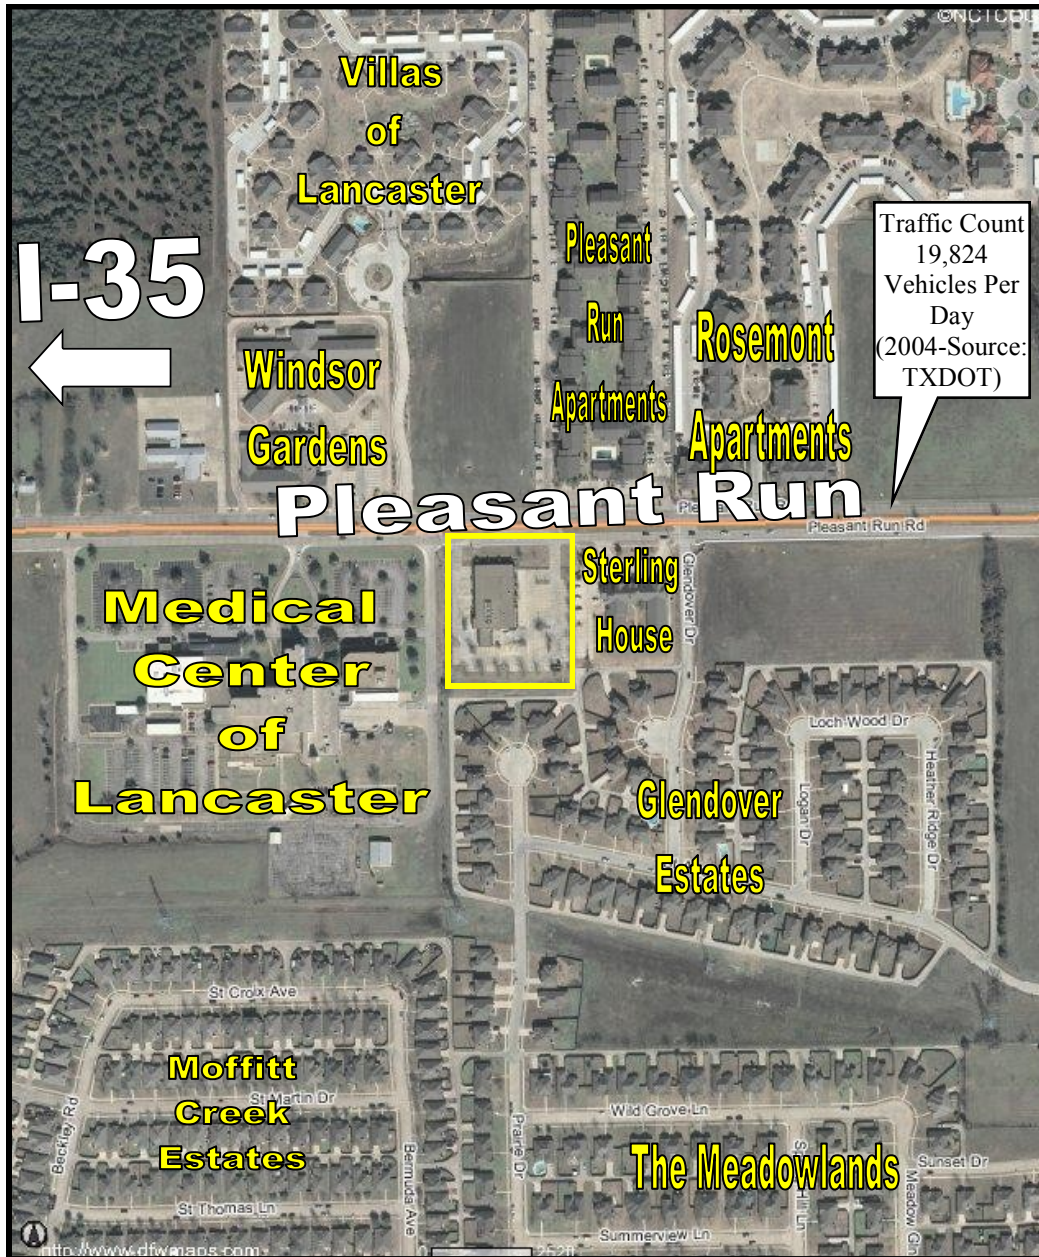 ©NCTCOG
Villas
of
Lancaster
Pleasant
Run
Apartments
Rosemont
Apartments
Traffic Count
19,824
Vehicles Per
Day
(2004-Source:
TXDOT)
I-35
Windsor
Gardens
Pleasant Run
Pleasant Run Rd
Medical
Center
of
Lancaster
Sterling
House
Glendover Dr
Loch Wood Dr
Logan Dr
Heather Ridge Dr
Glendover
Estates
St Croix Ave
Moffitt
Creek
Estates
St Martin Dr
St Thomas Ln
Beckley Rd
Bermuda Ave
Prairie Dr
Wild Grove Ln
The Meadowlands
Sunset Dr
Summerview Ln
http://www.dfwmaps.com
0 252ft